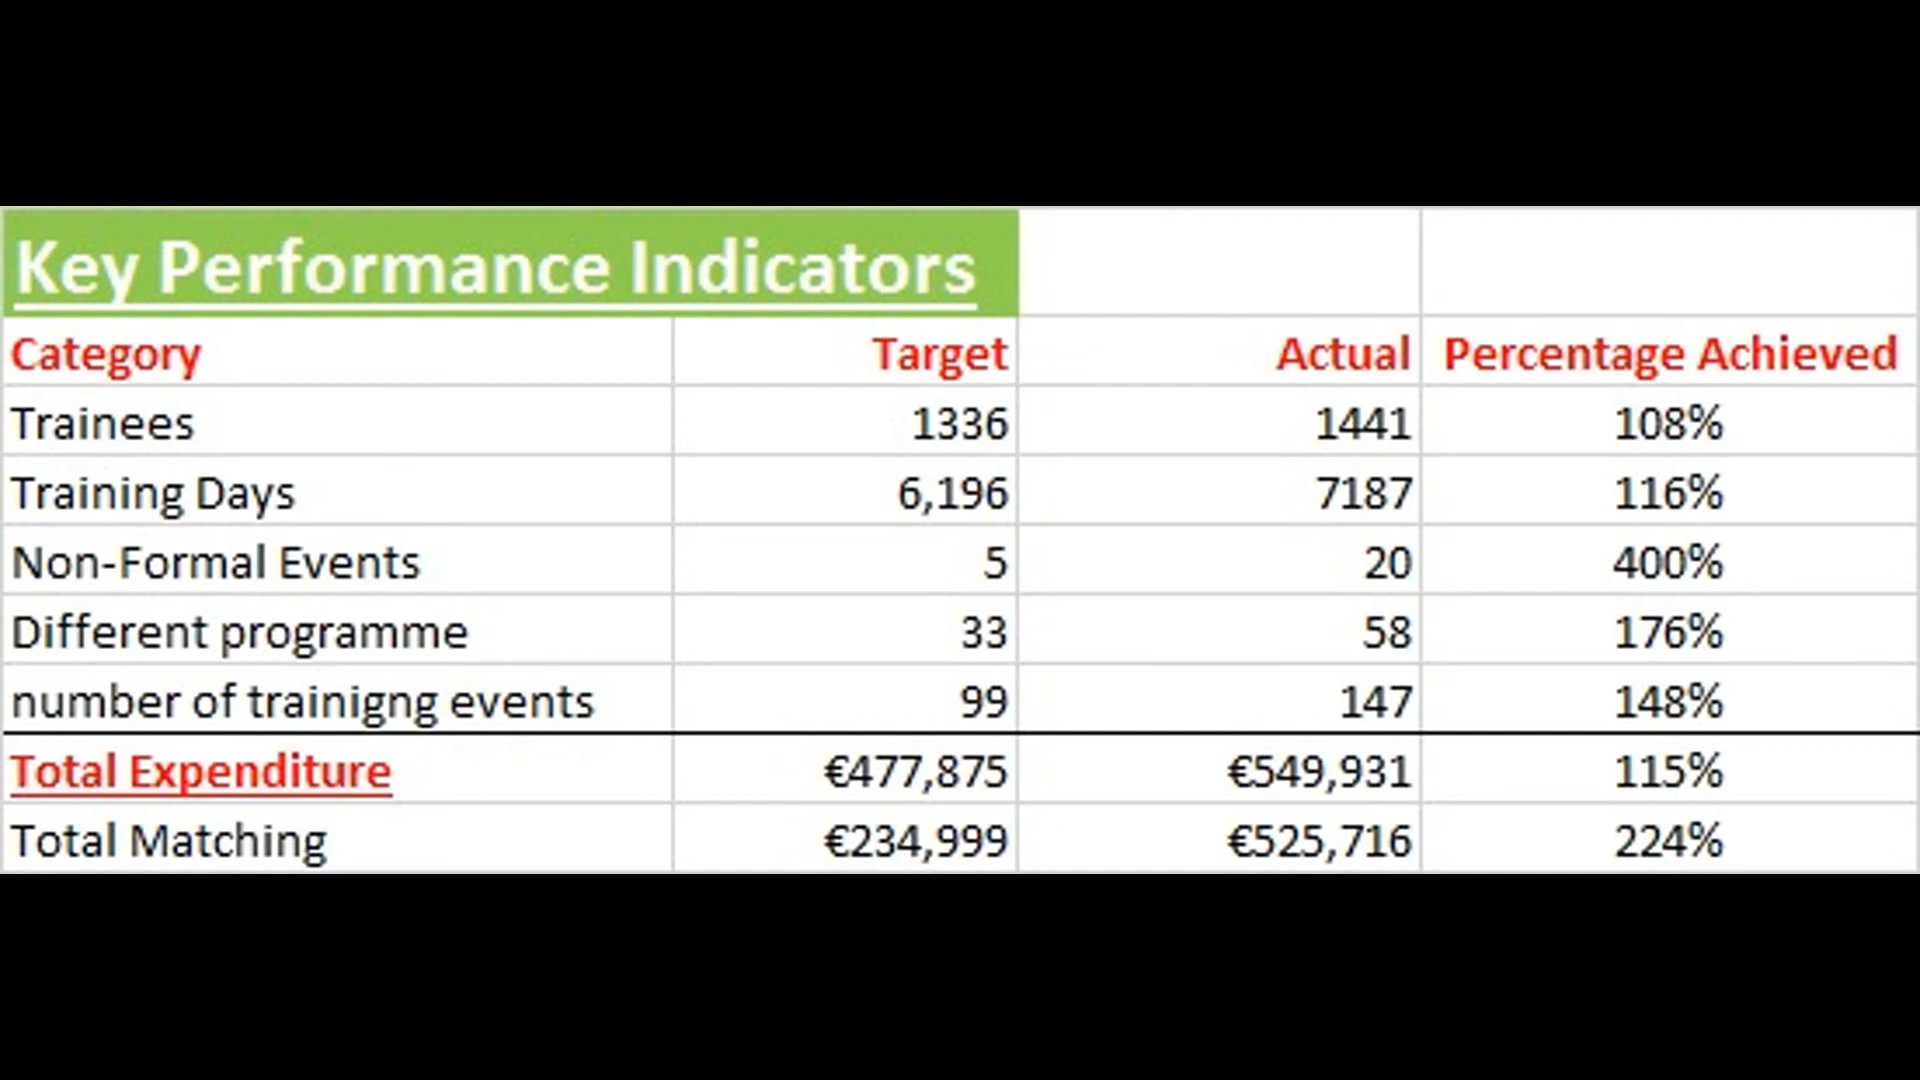 Key Performance Indicators
Category Target Actual Percentage Achieved
Trainees 1336 1441 108%
Training Days 6,196 7187 116%
Non-Formal Events 5 20 400%
Different programme 33 58 176%
number of trainigng events 99 147 148%
Total Expenditure €477,875 €549,931 115%
Total Matching €234,999 €525,716 224%